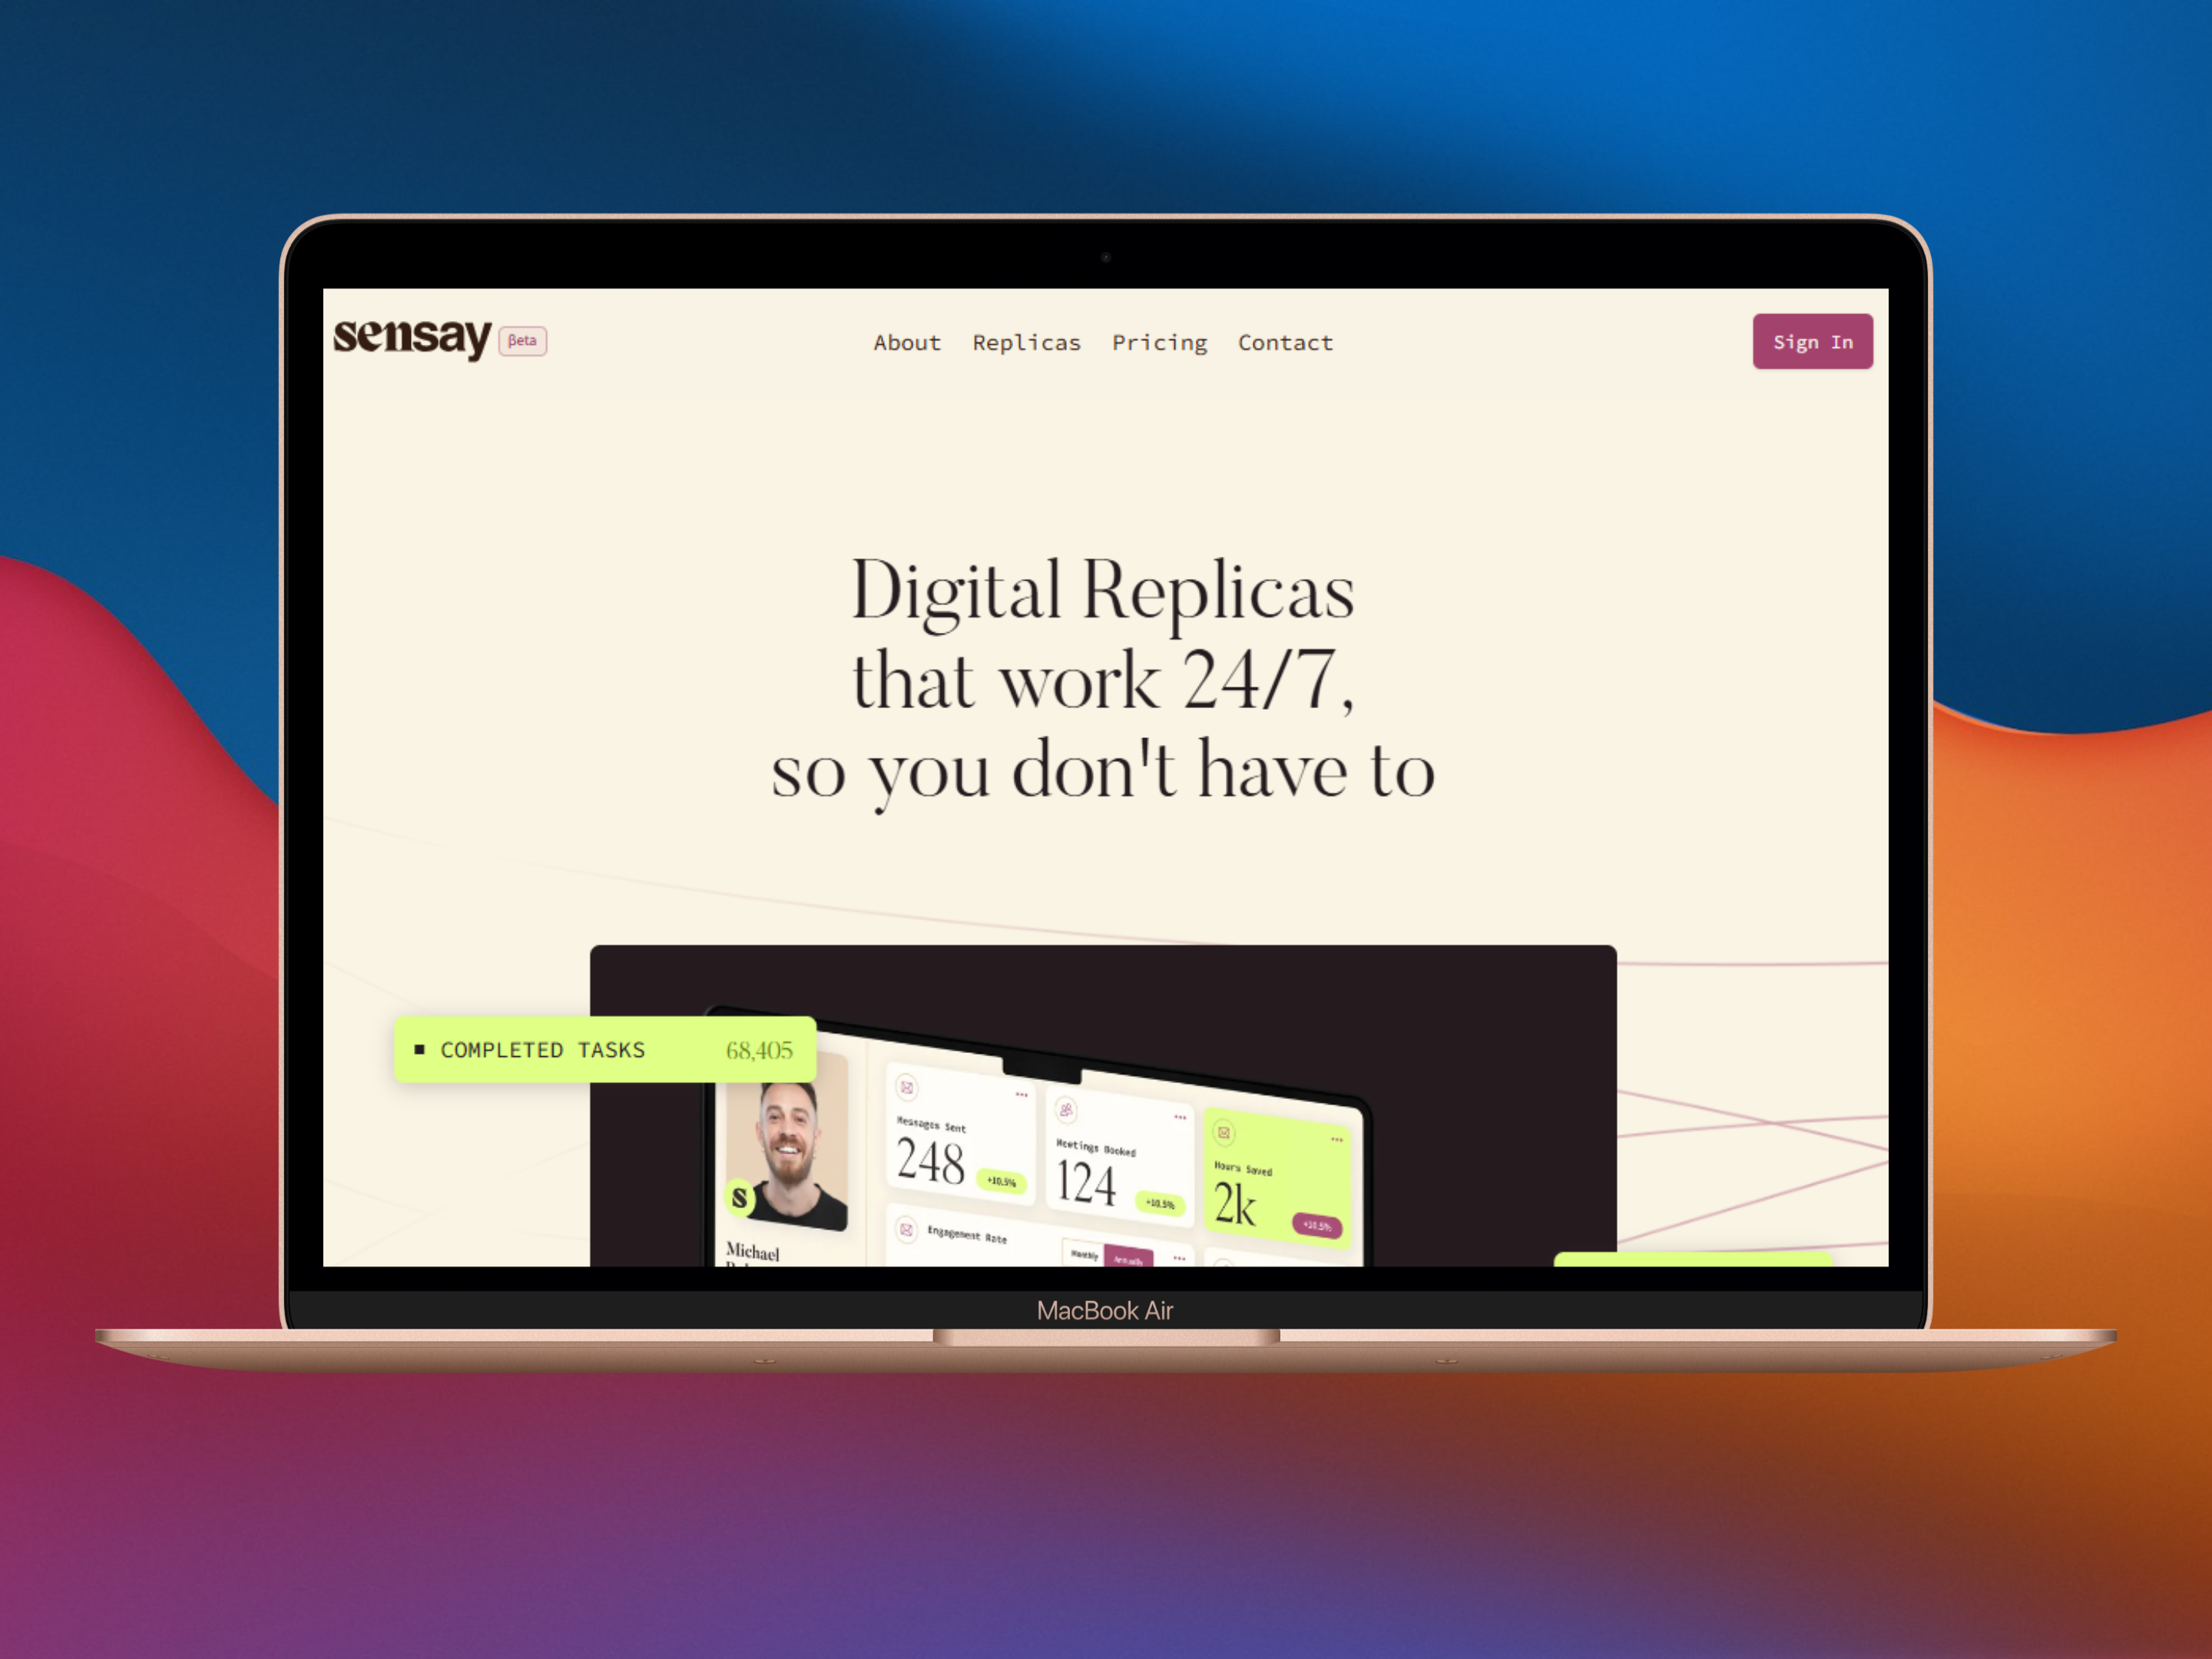 sensay βeta
About Replicas Pricing Contact
Sign In
Digital Replicas
that work 24/7,
so you don't have to
COMPLETED TASKS 68,405
Messages Sent
248 +10.5%
Meetings Booked
124 +10.5%
Hours Saved
2k +10.5%
S
Engagement Rate
Monthly Annually
Michael
MacBook Air